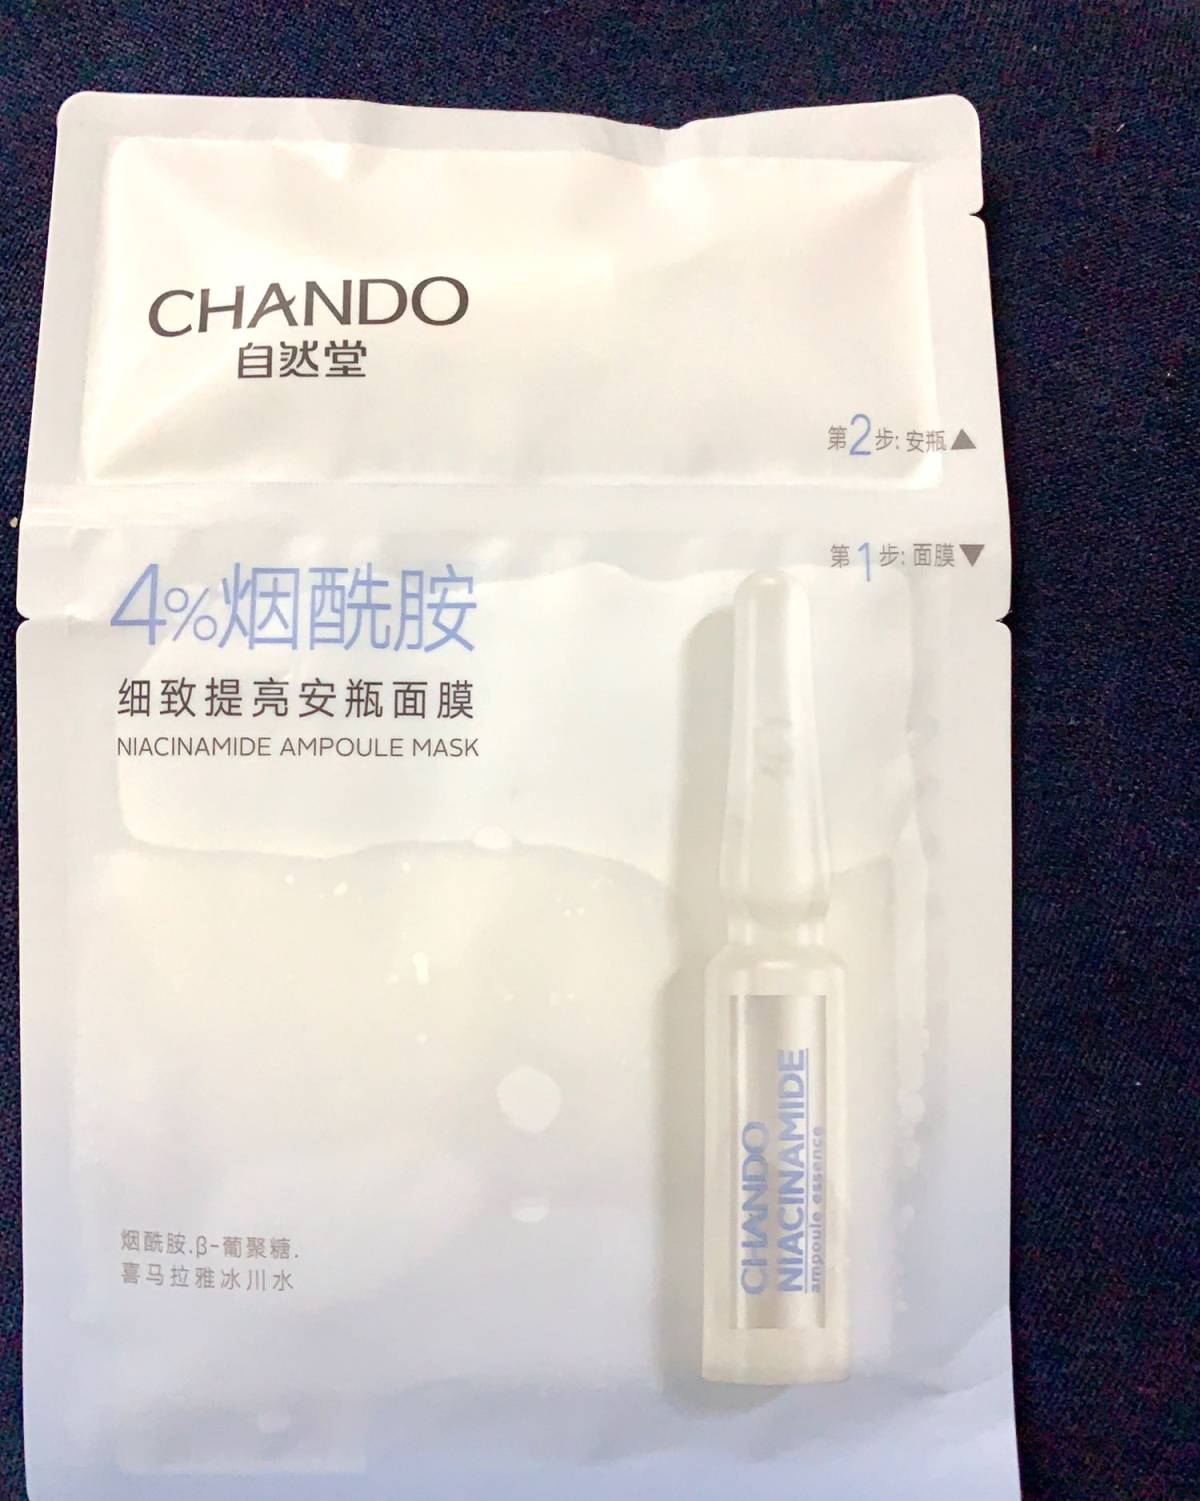 CHANDO
自然堂
第2步: 安瓶▲
第1步: 面膜▼
4%烟酰胺
细致提亮安瓶面膜
NIACINAMIDE AMPOULE MASK
CHANDO
NIACINAMIDE
ampoule essence
烟酰胺.β-葡聚糖.
喜马拉雅冰川水